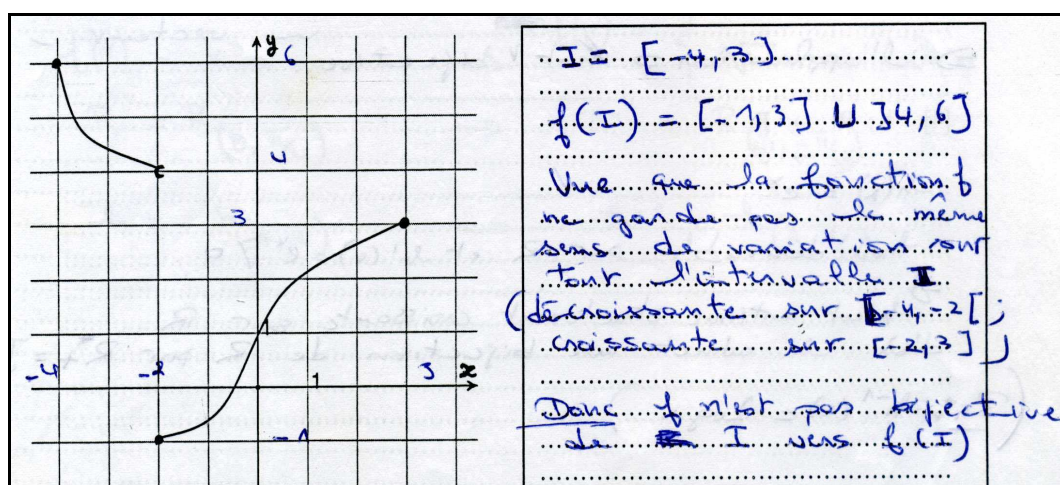 y
6
4
3
1
-4
-2
1
3
x
-1
I = [-4,3]
f(I) = [-1,3] U ]4,6]
Vue que la fonction f
ne garde pas le même
sens de variation sur
tout l'intervalle I
(décroissante sur [-4,-2[ ;
croissante sur [-2,3])
Donc f n'est pas bijective
de I vers f(I)